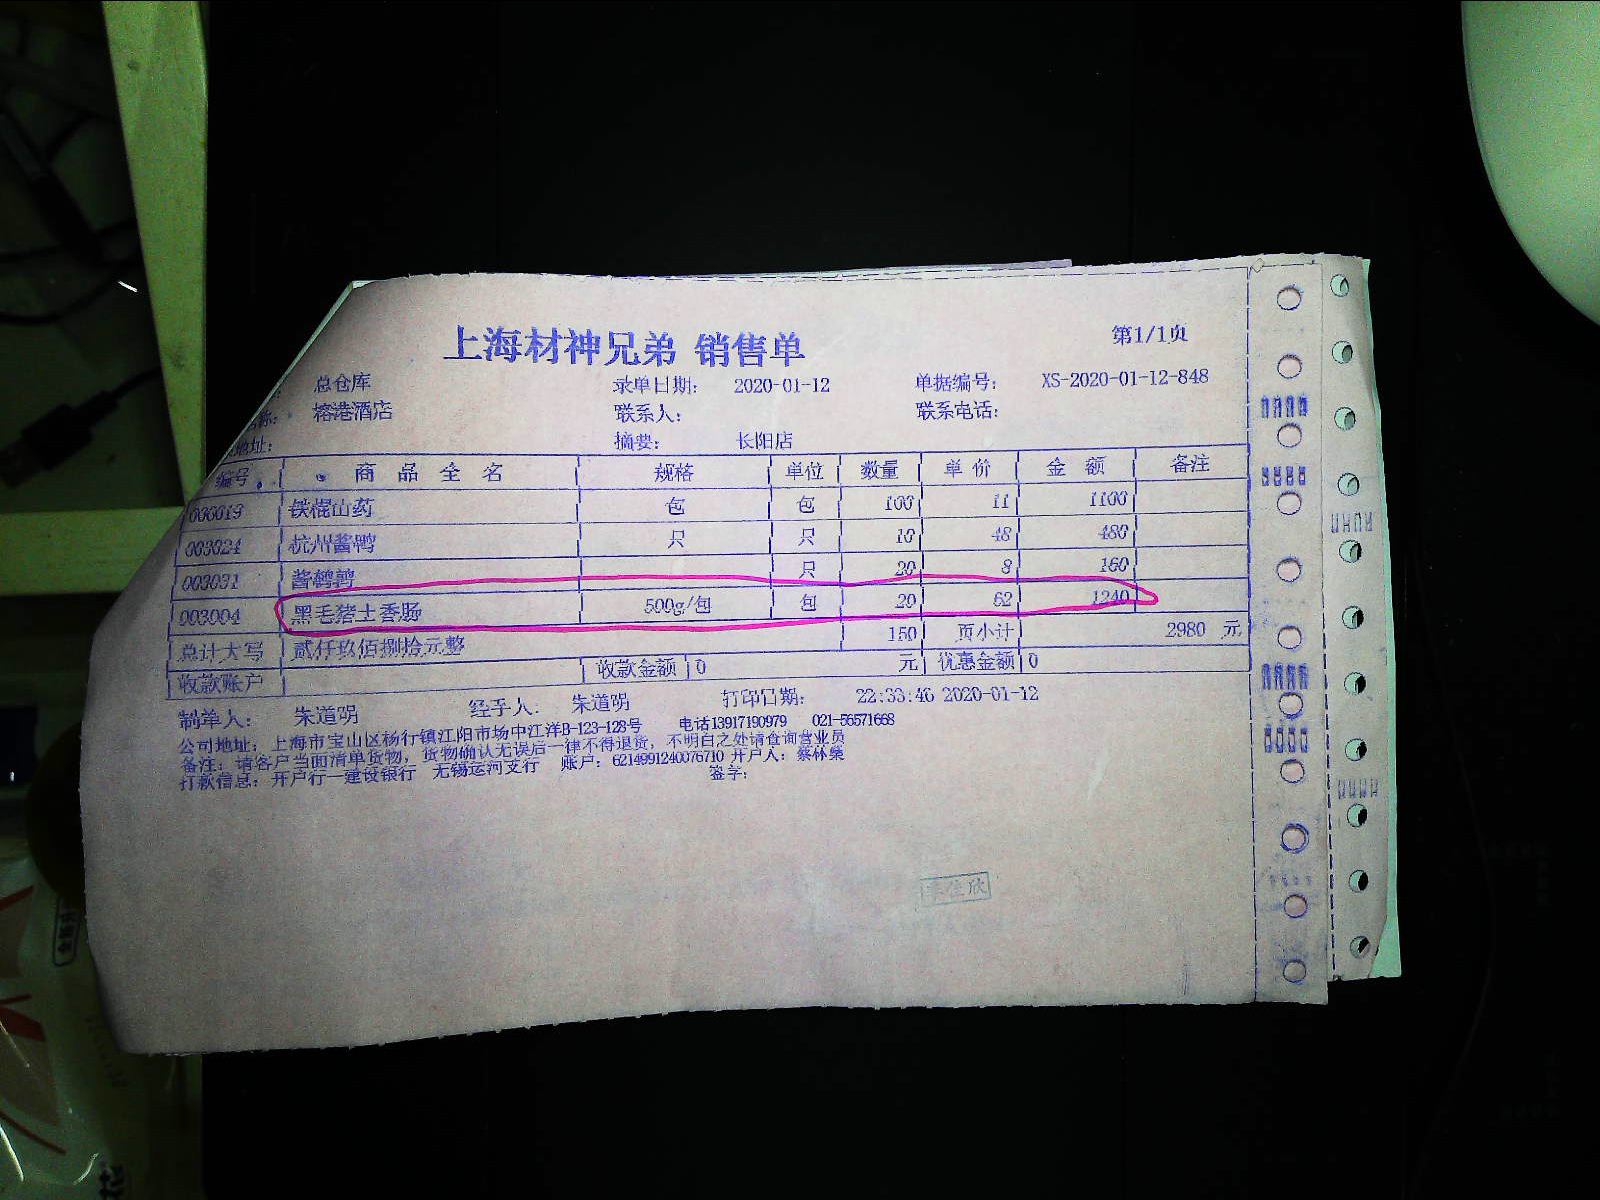 上海材神兄弟 销售单
第1/1页
总仓库 录单日期: 2020-01-12 单据编号: XS-2020-01-12-848
称: 榕港酒店 联系人: 联系电话:
地址: 摘要: 长阳店
编号 商品全名 规格 单位 数量 单价 金额 备注
铁棍山药 包 包 100 11 1100
003024 杭州酱鸭 只 只 10 48 480
003031 酱鹌鹑 只 20 8 160
003004 黑毛猪土香肠 500g/包 包 20 62 1240
总计大写 贰仟玖佰捌拾元整 150 页小计 2980 元
收款账户 收款金额 0 元 优惠金额 0
制单人: 朱道明 经手人: 朱道明 打印日期: 22:33:46 2020-01-12
公司地址: 上海市宝山区杨行镇江阳市场中江洋B-123-128号 电话13917190979 021-56571668
备注: 请客户当面清单货物, 货物确认无误后一律不得退货, 不明白之处请查询营业员
打款信息: 开户行—建设银行 无锡运河支行 账户: 6214991240076710 开户人: 蔡林燊
签字: